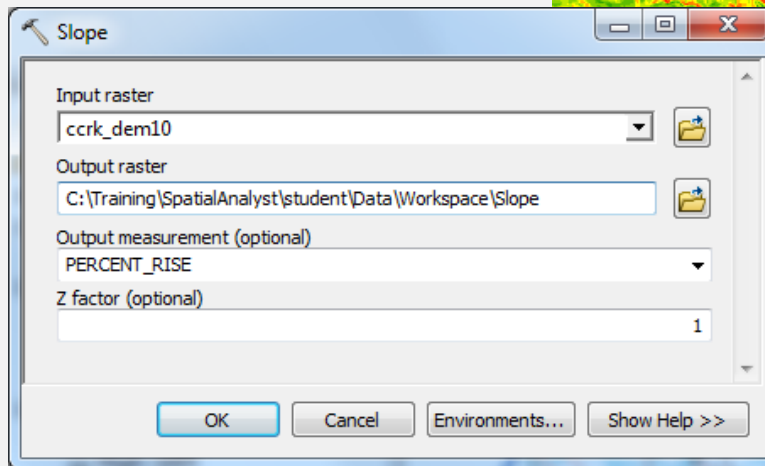 Slope
Input raster
ccrk_dem10
Output raster
C:\Training\SpatialAnalyst\student\Data\Workspace\Slope
Output measurement (optional)
PERCENT_RISE
Z factor (optional)
1
OK Cancel Environments... Show Help >>